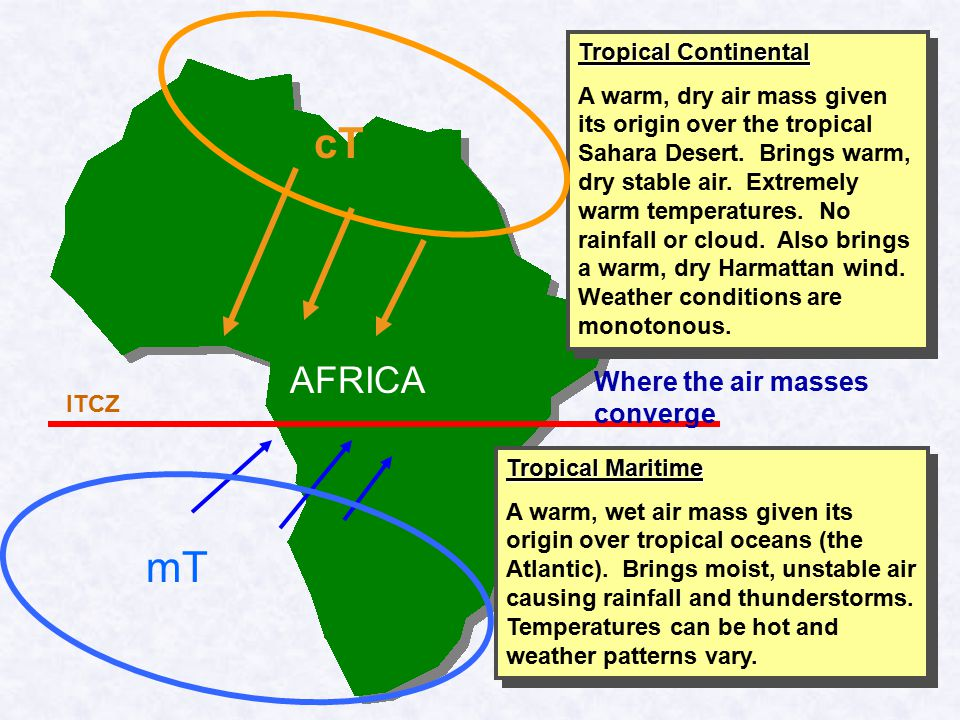 Tropical Continental
A warm, dry air mass given
its origin over the tropical
Sahara Desert.  Brings warm,
dry stable air.  Extremely
warm temperatures.  No
rainfall or cloud.  Also brings
a warm, dry Harmattan wind.
Weather conditions are
monotonous.
cT
AFRICA
Where the air masses
converge
ITCZ
Tropical Maritime
A warm, wet air mass given its
origin over tropical oceans (the
Atlantic).  Brings moist, unstable air
causing rainfall and thunderstorms.
Temperatures can be hot and
weather patterns vary.
mT